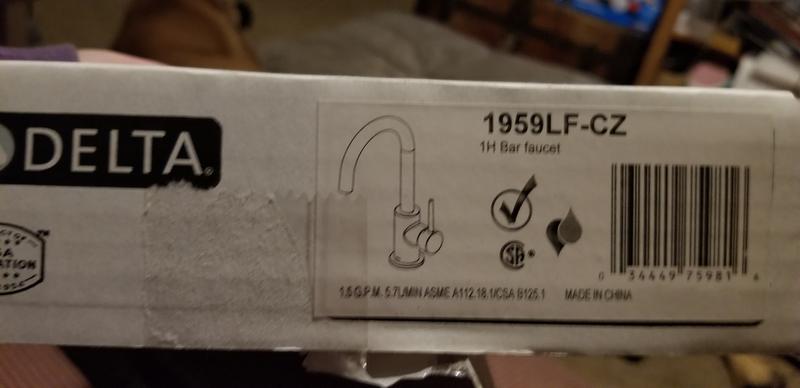 DELTA
1959LF-CZ
1H Bar faucet
1.5 G.P.M. 5.7L/MIN ASME A112.18.1/CSA B125.1 MADE IN CHINA
0 34449 75981 6